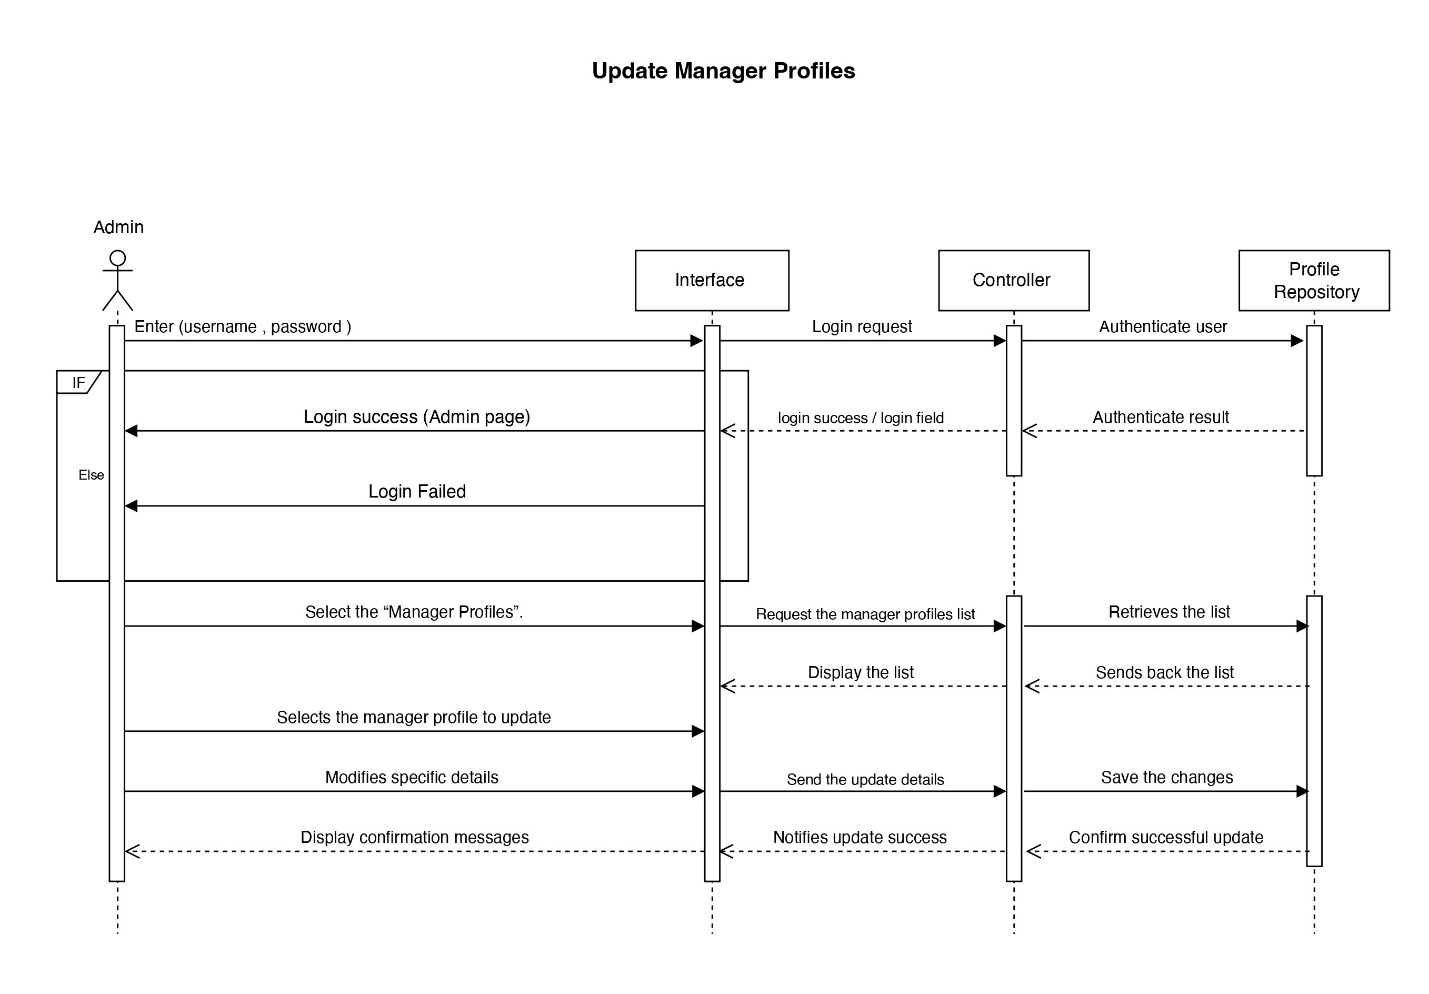 Update Manager Profiles
Admin
Interface
Controller
Profile
Repository
Enter (username , password )
Login request
Authenticate user
IF
Login success (Admin page)
login success / login field
Authenticate result
Else
Login Failed
Select the “Manager Profiles”.
Request the manager profiles list
Retrieves the list
Display the list
Sends back the list
Selects the manager profile to update
Modifies specific details
Send the update details
Save the changes
Display confirmation messages
Notifies update success
Confirm successful update